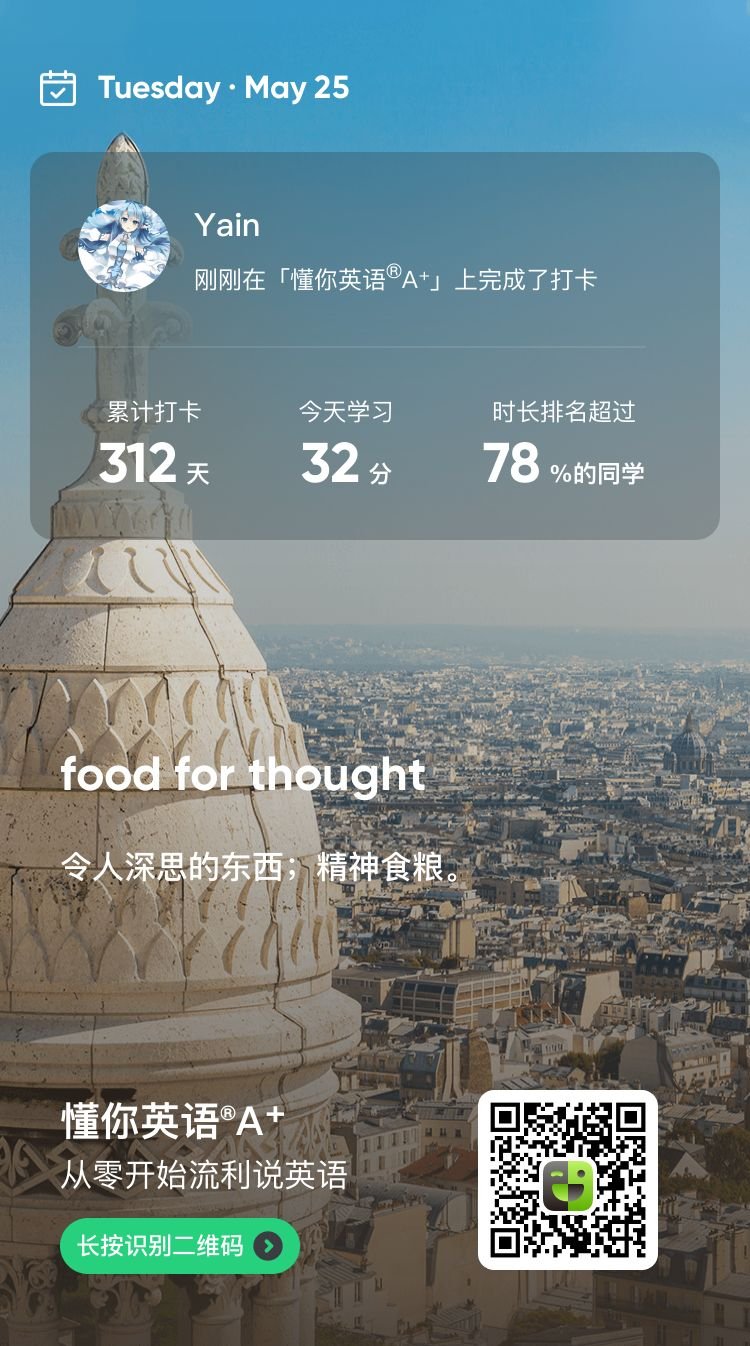 Tuesday · May 25
Yain
刚刚在「懂你英语®A⁺」上完成了打卡
累计打卡 今天学习 时长排名超过
312 天 32 分 78 %的同学
food for thought
令人深思的东西；精神食粮。
懂你英语®A⁺
从零开始流利说英语
长按识别二维码